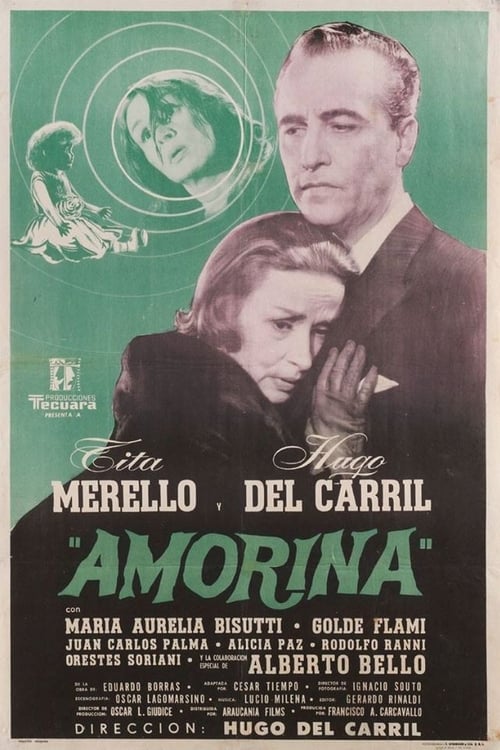 PRODUCCIONES
Tecuara
PRESENTA A
Tita Hugo
MERELLO Y DEL CARRIL
"AMORINA"
con
MARIA AURELIA BISUTTI · GOLDE FLAMI
JUAN CARLOS PALMA · ALICIA PAZ · RODOLFO RANNI
ORESTES SORIANI · Y LA COLABORACION ESPECIAL DE ALBERTO BELLO
DE LA OBRA DE: EDUARDO BORRAS · ADAPTADA POR: CESAR TIEMPO · DIRECTOR DE FOTOGRAFIA: IGNACIO SOUTO
ESCENOGRAFIA: OSCAR LAGOMARSINO · MUSICA: LUCIO MILENA · EDITOR: GERARDO RINALDI
DIRECTOR DE PRODUCCION: OSCAR L. GIUDICE · DISTRIBUIDA POR: ARAUCANIA FILMS · PRODUCIDA POR: FRANCISCO A. CARCAVALLO
DIRECCION: HUGO DEL CARRIL